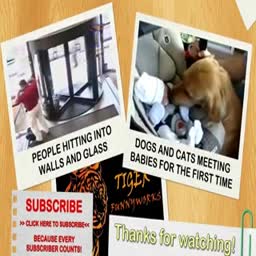 PEOPLE HITTING INTO
WALLS AND GLASS
DOGS AND CATS MEETING
BABIES FOR THE FIRST TIME
SUBSCRIBE
>> CLICK HERE TO SUBSCRIBE<<
BECAUSE EVERY
SUBSCRIBER COUNTS!
TIGER
FUNNYWORKS
Thanks for watching!